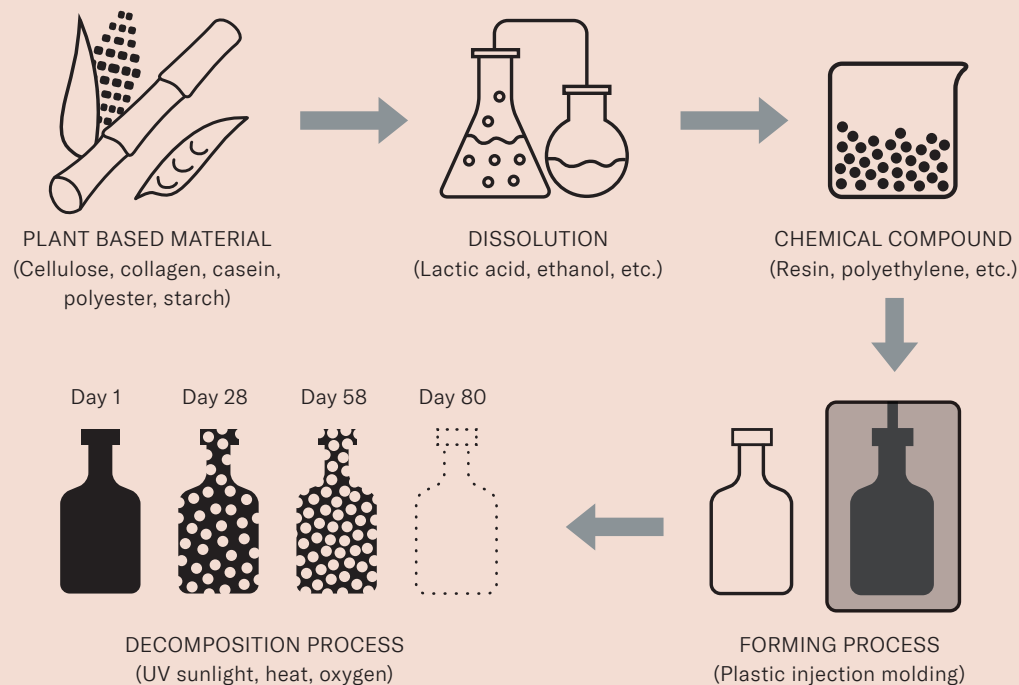 PLANT BASED MATERIAL
(Cellulose, collagen, casein,
polyester, starch)
DISSOLUTION
(Lactic acid, ethanol, etc.)
CHEMICAL COMPOUND
(Resin, polyethylene, etc.)
Day 1
Day 28
Day 58
Day 80
DECOMPOSITION PROCESS
(UV sunlight, heat, oxygen)
FORMING PROCESS
(Plastic injection molding)